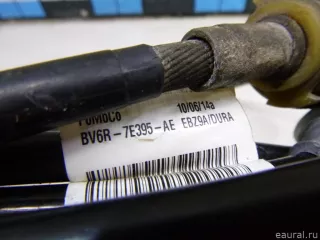 FoMoCo 10/06/14a
BV6R-7E395-AE EBZ9A/DURA
eaural.ru